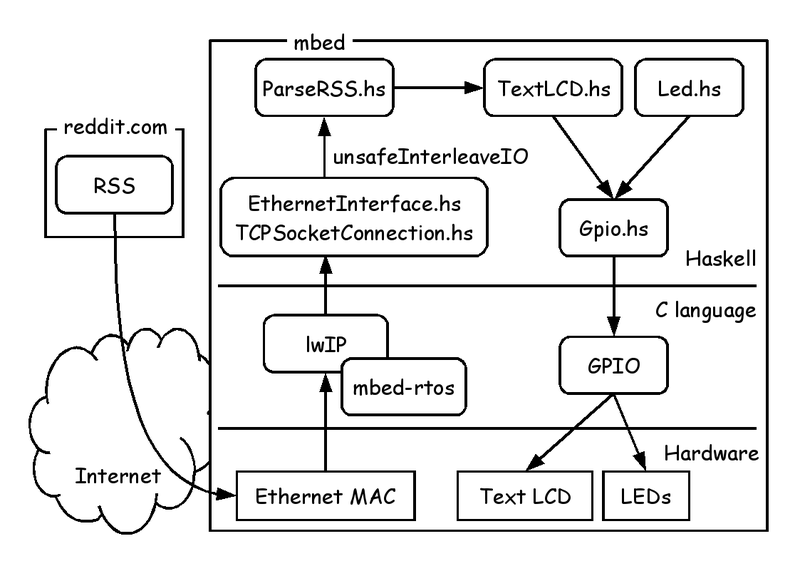 mbed
ParseRSS.hs
TextLCD.hs
Led.hs
reddit.com
RSS
unsafeInterleaveIO
EthernetInterface.hs
TCPSocketConnection.hs
Gpio.hs
Haskell
C language
lwIP
mbed-rtos
GPIO
Hardware
Internet
Ethernet MAC
Text LCD
LEDs